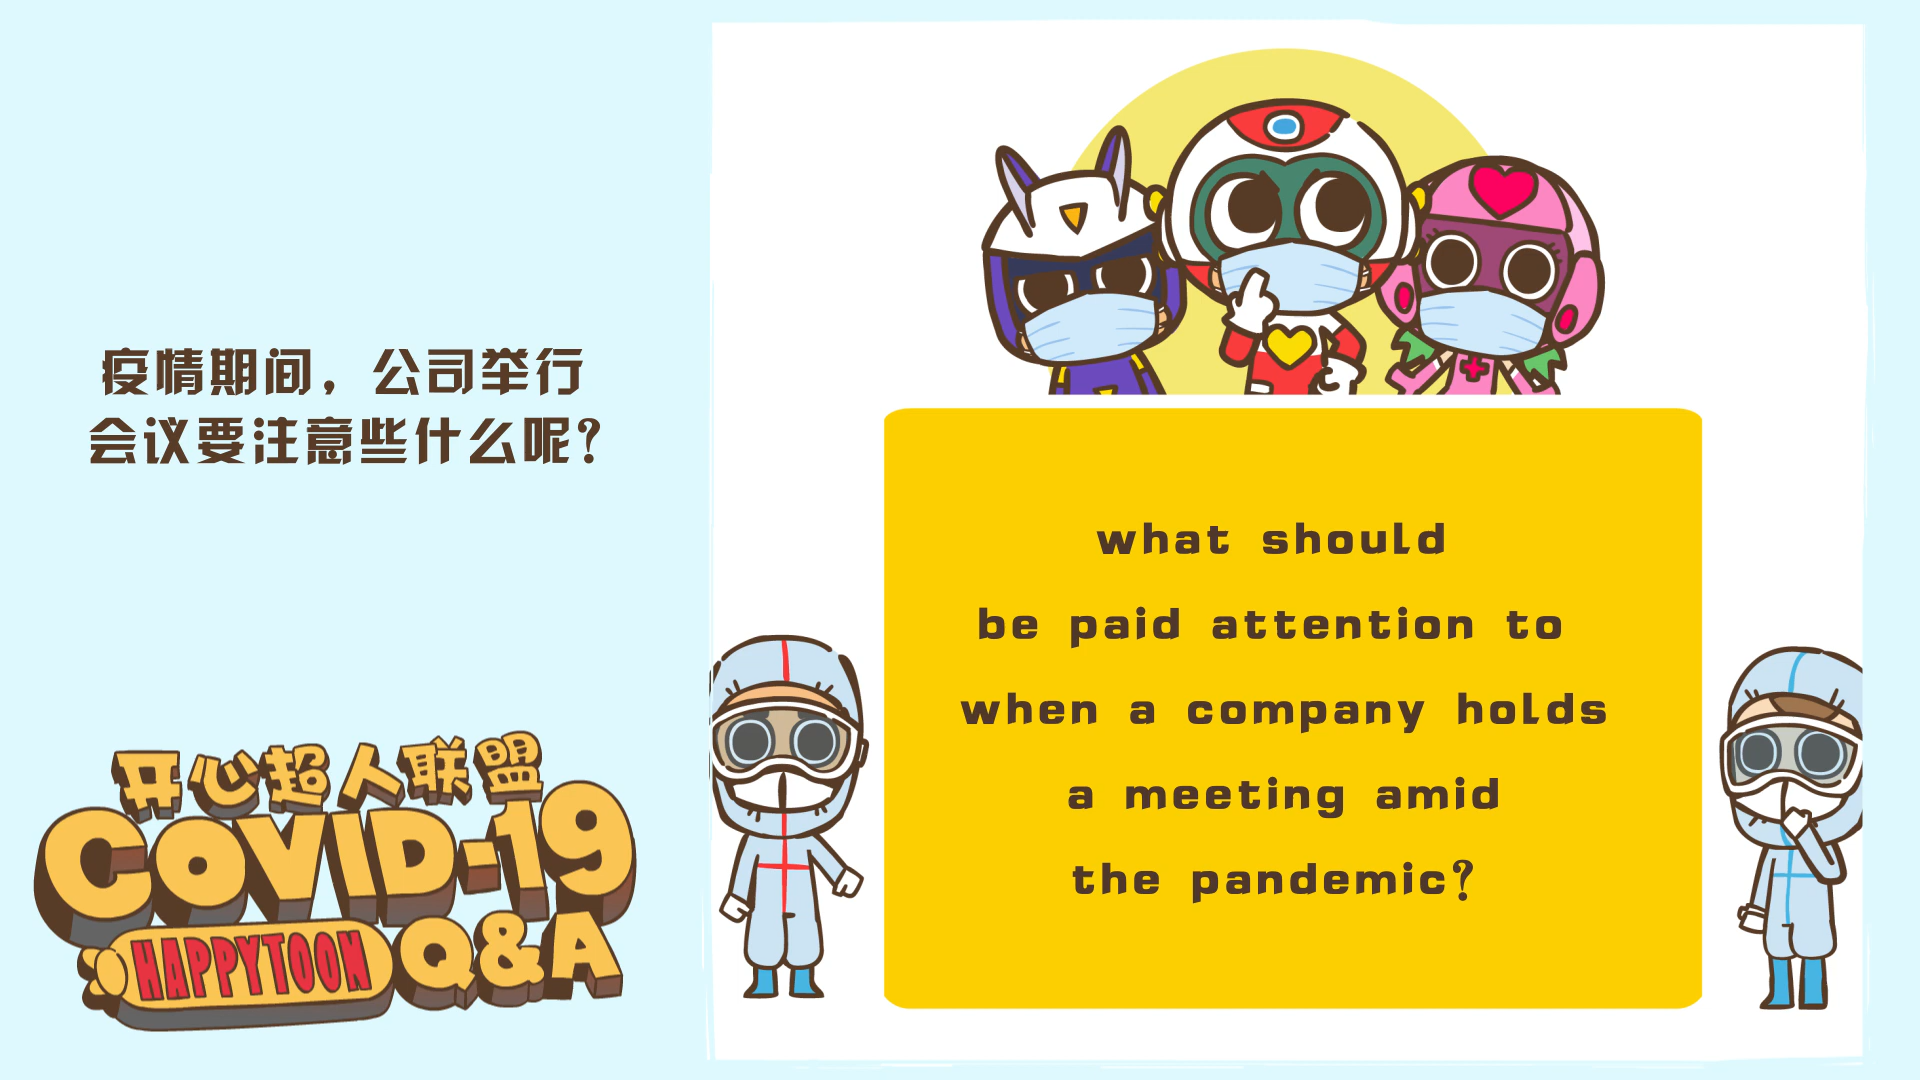 疫情期间，公司举行
会议要注意些什么呢？
what should
be paid attention to
when a company holds
a meeting amid
the pandemic?
开心超人联盟
COVID-19
HAPPYTOON Q&A